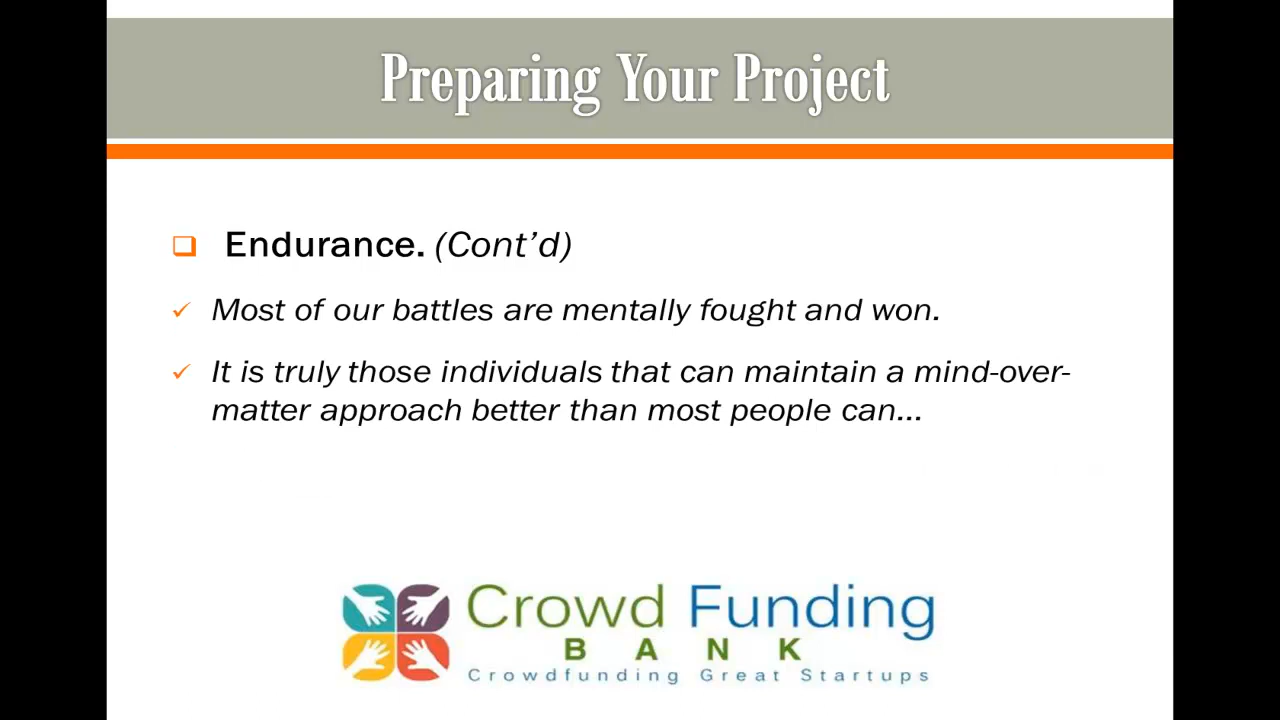 Preparing Your Project
Endurance. (Cont’d)
Most of our battles are mentally fought and won.
It is truly those individuals that can maintain a mind-over-
matter approach better than most people can...
Crowd Funding
BANK
Crowdfunding Great Startups